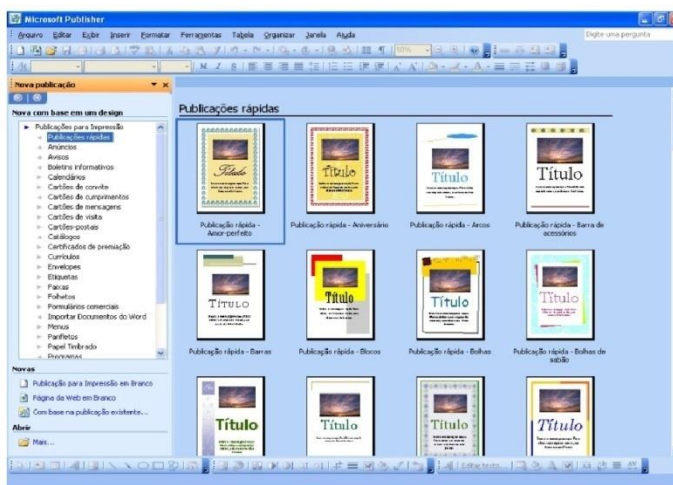 Microsoft Publisher
Arquivo Editar Exibir Inserir Formatar Ferramentas Tabela Organizar Janela Ajuda
Digite uma pergunta
Nova publicação
Nova com base em um design
Publicações para Impressão
Publicações rápidas
Anúncios
Avisos
Boletins informativos
Calendários
Cartões de convite
Cartões de cumprimentos
Cartões de mensagens
Cartões de visita
Cartões-postais
Catálogos
Certificados de premiação
Currículos
Envelopes
Etiquetas
Faixas
Folhetos
Formulários comerciais
Importar Documentos do Word
Menus
Panfletos
Papel Timbrado
Programas
Novas
Publicação para Impressão em Branco
Página da Web em Branco
Com base na publicação existente...
Abrir
Mais...
Publicações rápidas
Título
Título
Título
Título
Publicação rápida - Amor-perfeito
Publicação rápida - Aniversário
Publicação rápida - Arcos
Publicação rápida - Barra de
acessórios
Título
Título
Título
Título
Publicação rápida - Barras
Publicação rápida - Blocos
Publicação rápida - Bolhas
Publicação rápida - Bolhas de
sabão
Título
Título
Título
Título